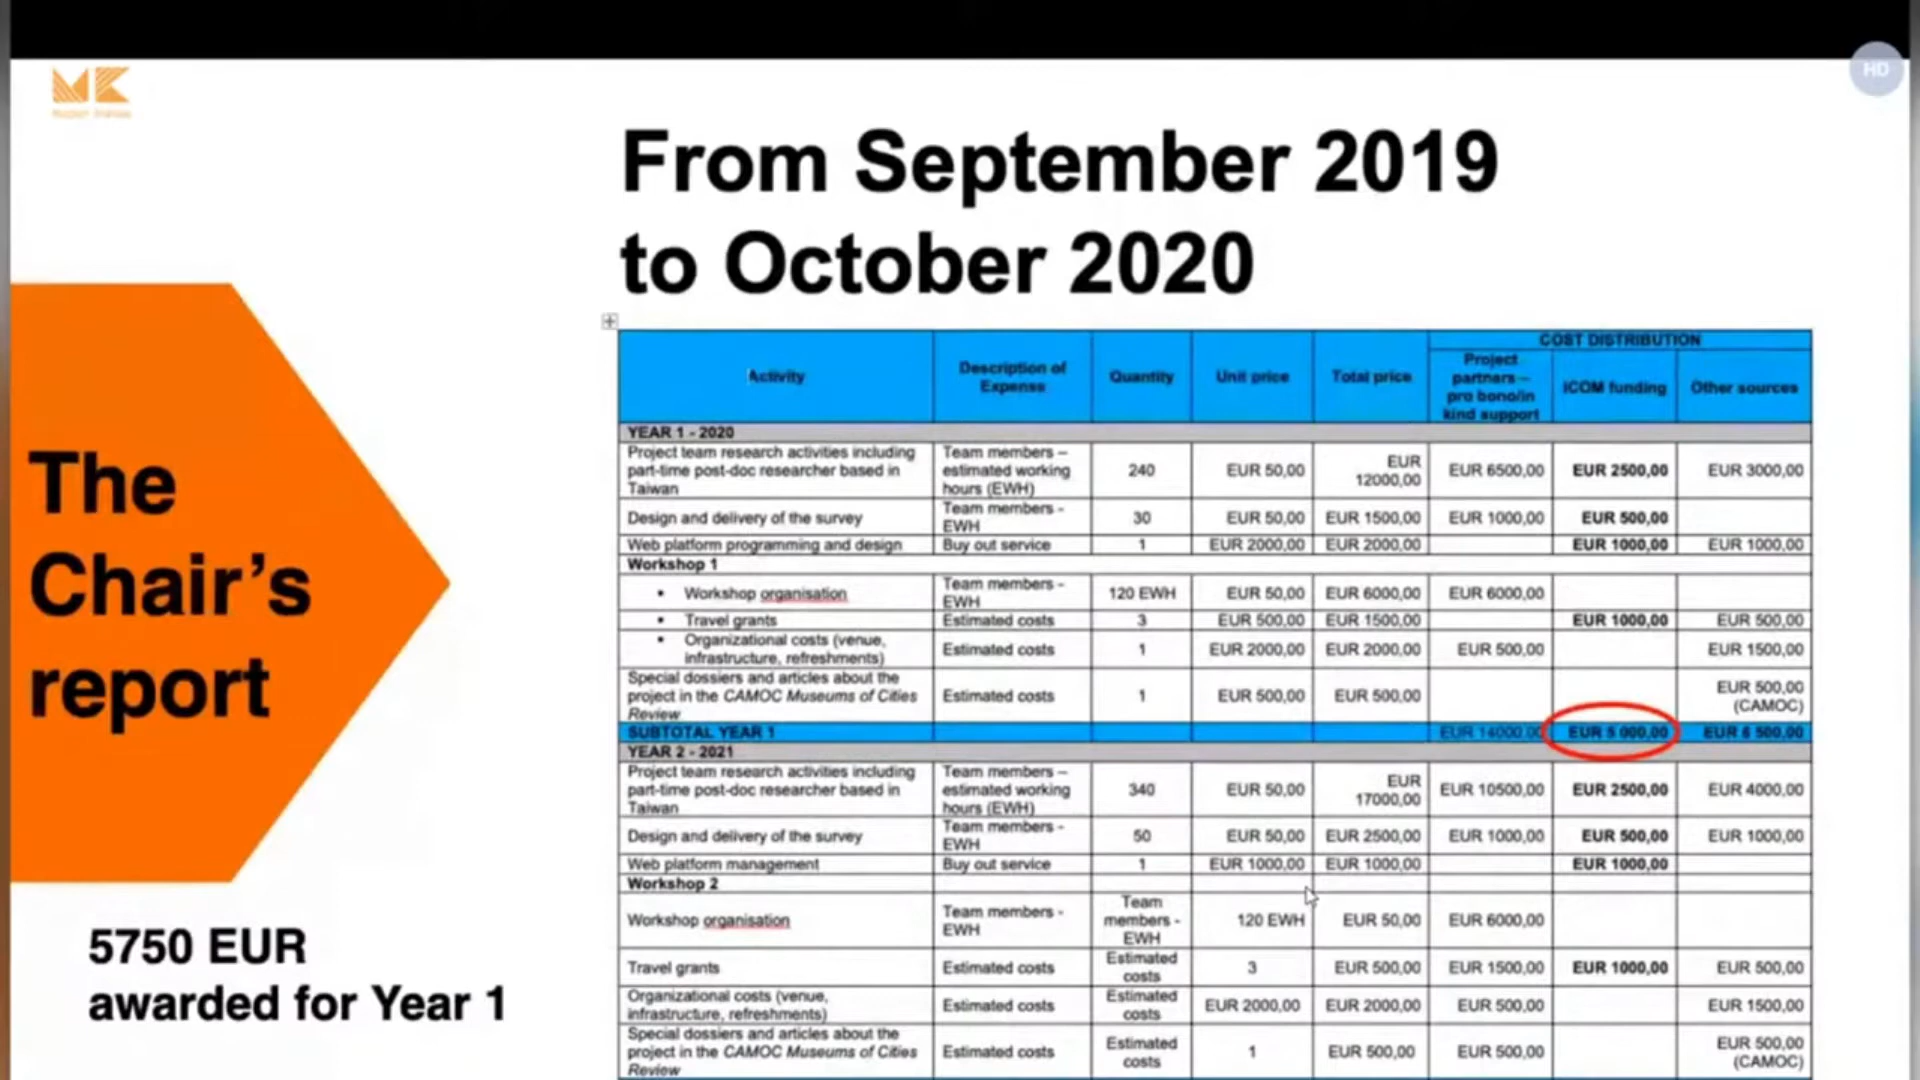 HD
MK
From September 2019
to October 2020
The
Chair's
report
5750 EUR
awarded for Year 1
COST DISTRIBUTION
Activity | Description of Expense | Quantity | Unit price | Total price | Project partners – pro bono/in kind support | ICOM funding | Other sources
YEAR 1 - 2020
Project team research activities including part-time post-doc researcher based in Taiwan | Team members – estimated working hours (EWH) | 240 | EUR 50,00 | EUR 12000,00 | EUR 6500,00 | EUR 2500,00 | EUR 3000,00
Design and delivery of the survey | Team members - EWH | 30 | EUR 50,00 | EUR 1500,00 | EUR 1000,00 | EUR 500,00
Web platform programming and design | Buy out service | 1 | EUR 2000,00 | EUR 2000,00 | EUR 1000,00 | EUR 1000,00
Workshop 1
• Workshop organisation | Team members - EWH | 120 EWH | EUR 50,00 | EUR 6000,00 | EUR 6000,00
• Travel grants | Estimated costs | 3 | EUR 500,00 | EUR 1500,00 | EUR 1000,00 | EUR 500,00
• Organizational costs (venue, infrastructure, refreshments) | Estimated costs | 1 | EUR 2000,00 | EUR 2000,00 | EUR 500,00 | EUR 1500,00
Special dossiers and articles about the project in the CAMOC Museums of Cities Review | Estimated costs | 1 | EUR 500,00 | EUR 500,00 | EUR 500,00 (CAMOC)
SUBTOTAL YEAR 1 | EUR 14000,00 | EUR 5 000,00 | EUR 6 500,00
YEAR 2 - 2021
Project team research activities including part-time post-doc researcher based in Taiwan | Team members – estimated working hours (EWH) | 340 | EUR 50,00 | EUR 17000,00 | EUR 10500,00 | EUR 2500,00 | EUR 4000,00
Design and delivery of the survey | Team members - EWH | 50 | EUR 50,00 | EUR 2500,00 | EUR 1000,00 | EUR 500,00 | EUR 1000,00
Web platform management | Buy out service | 1 | EUR 1000,00 | EUR 1000,00 | EUR 1000,00
Workshop 2
Workshop organisation | Team members - EWH | Team members - EWH | 120 EWH | EUR 50,00 | EUR 6000,00
Travel grants | Estimated costs | Estimated costs | 3 | EUR 500,00 | EUR 1500,00 | EUR 1000,00 | EUR 500,00
Organizational costs (venue, infrastructure, refreshments) | Estimated costs | Estimated costs | EUR 2000,00 | EUR 2000,00 | EUR 500,00 | EUR 1500,00
Special dossiers and articles about the project in the CAMOC Museums of Cities Review | Estimated costs | Estimated costs | 1 | EUR 500,00 | EUR 500,00 | EUR 500,00 (CAMOC)